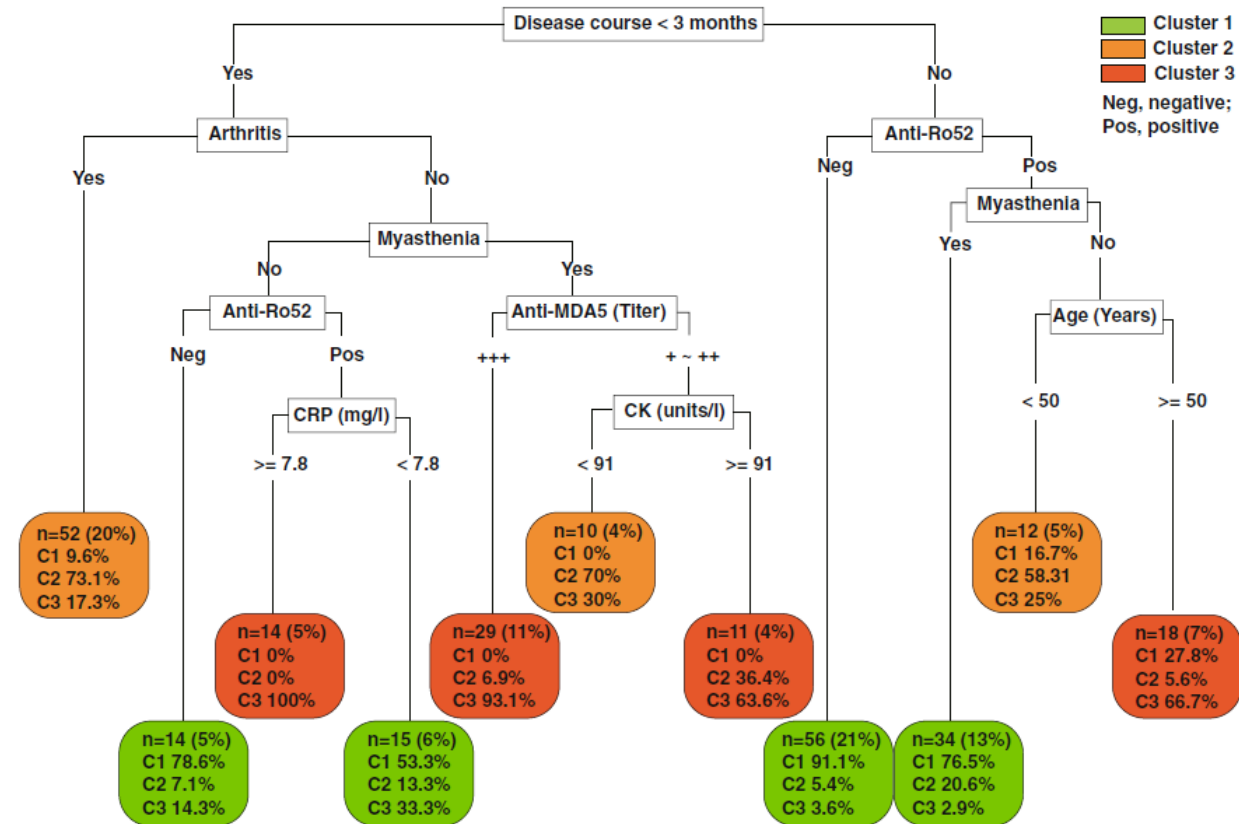 Disease course < 3 months
Cluster 1
Cluster 2
Cluster 3
Neg, negative;
Pos, positive
Yes
No
Arthritis
Anti-Ro52
Yes
No
Neg
Pos
Myasthenia
Myasthenia
No
Yes
Yes
No
Anti-Ro52
Anti-MDA5 (Titer)
Age (Years)
Neg
Pos
+++
+ ~ ++
CRP (mg/l)
CK (units/l)
< 50
>= 50
>= 7.8
< 7.8
< 91
>= 91
n=52 (20%)
C1 9.6%
C2 73.1%
C3 17.3%
n=10 (4%)
C1 0%
C2 70%
C3 30%
n=12 (5%)
C1 16.7%
C2 58.31
C3 25%
n=14 (5%)
C1 0%
C2 0%
C3 100%
n=29 (11%)
C1 0%
C2 6.9%
C3 93.1%
n=11 (4%)
C1 0%
C2 36.4%
C3 63.6%
n=18 (7%)
C1 27.8%
C2 5.6%
C3 66.7%
n=14 (5%)
C1 78.6%
C2 7.1%
C3 14.3%
n=15 (6%)
C1 53.3%
C2 13.3%
C3 33.3%
n=56 (21%)
C1 91.1%
C2 5.4%
C3 3.6%
n=34 (13%)
C1 76.5%
C2 20.6%
C3 2.9%